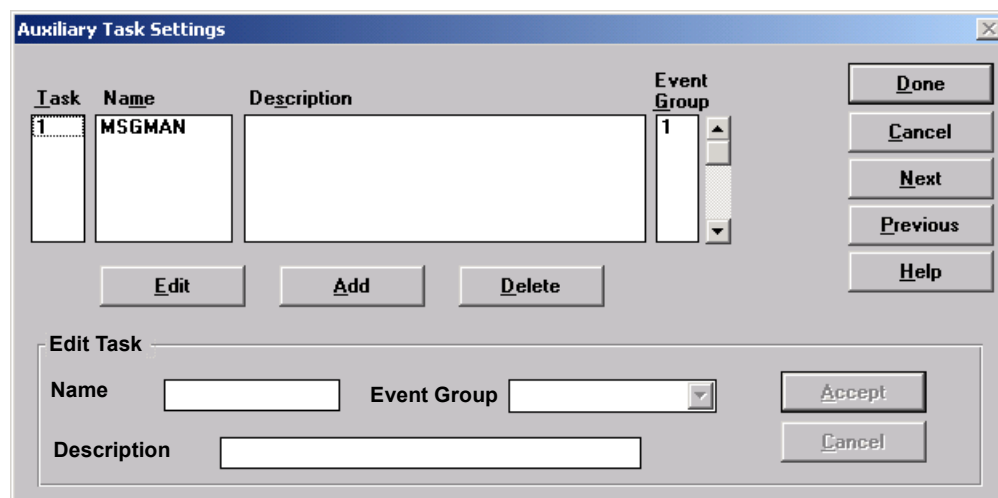 Auxiliary Task Settings
Task Name Description Event Group
1 MSGMAN 1
Done
Cancel
Next
Previous
Help
Edit Add Delete
Edit Task
Name Event Group Accept
Description Cancel